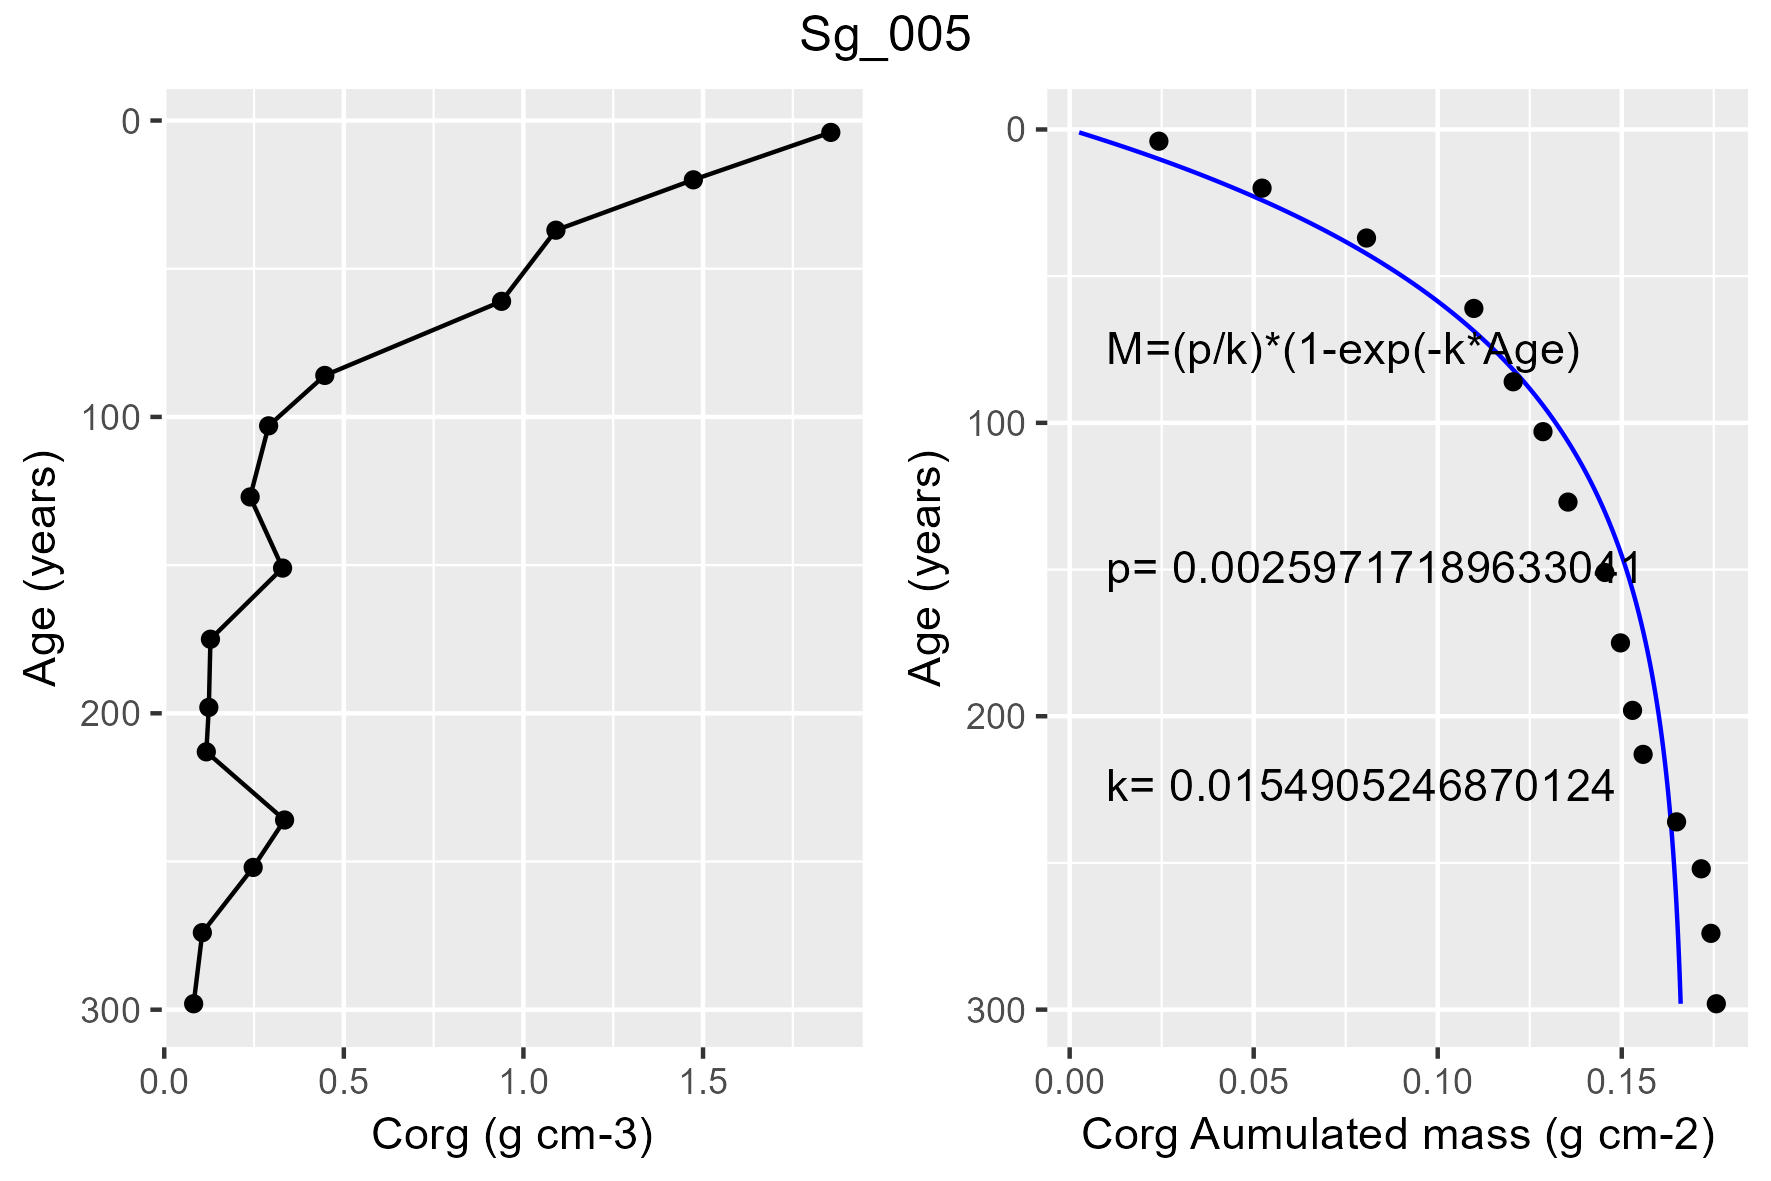 Sg_005
0
100
200
300
Age (years)
0.0
0.5
1.0
1.5
Corg (g cm-3)
0
100
200
300
Age (years)
M=(p/k)*(1-exp(-k*Age)
p= 0.00259717189633041
k= 0.0154905246870124
0.00
0.05
0.10
0.15
Corg Aumulated mass (g cm-2)